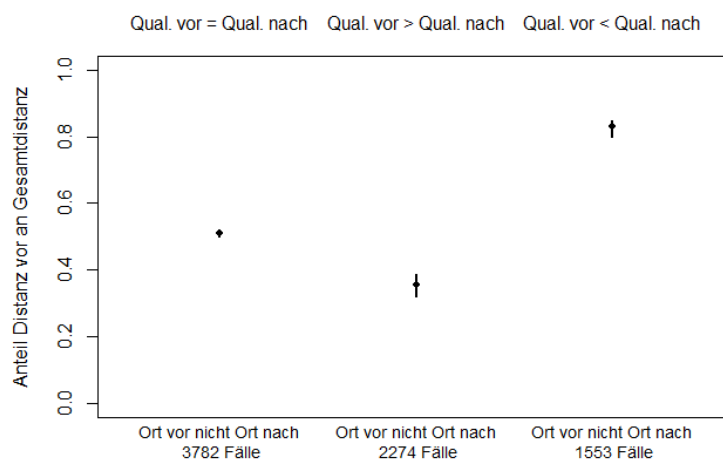 Qual. vor = Qual. nach
Qual. vor > Qual. nach
Qual. vor < Qual. nach
Anteil Distanz vor an Gesamtdistanz
1.0
0.8
0.6
0.4
0.2
0.0
Ort vor nicht Ort nach
3782 Fälle
Ort vor nicht Ort nach
2274 Fälle
Ort vor nicht Ort nach
1553 Fälle